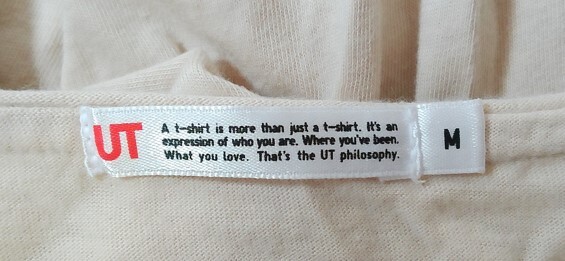 UT
A t-shirt is more than just a t-shirt. It's an
expression of who you are. Where you've been.
What you love. That's the UT philosophy.
M